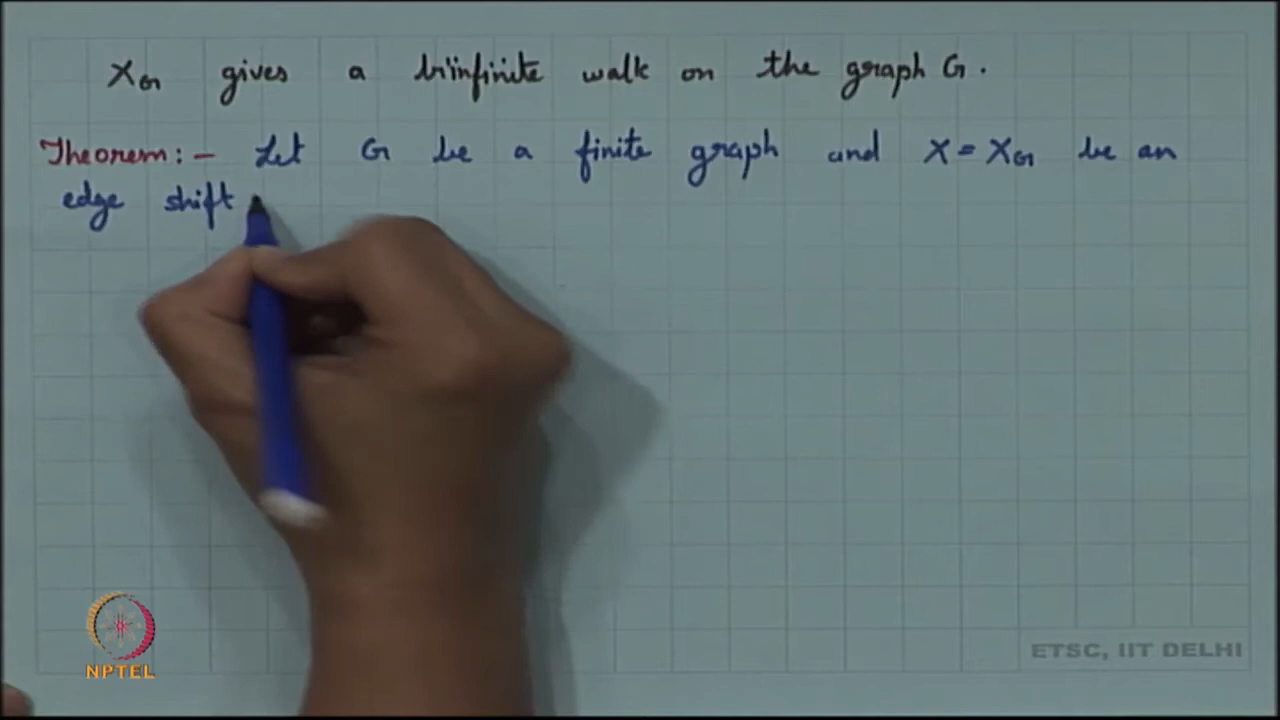 X_G gives a bi'infinite walk on the graph G.
Theorem:- Let G be a finite graph and X = X_G be an
edge shift
NPTEL
ETSC, IIT DELHI